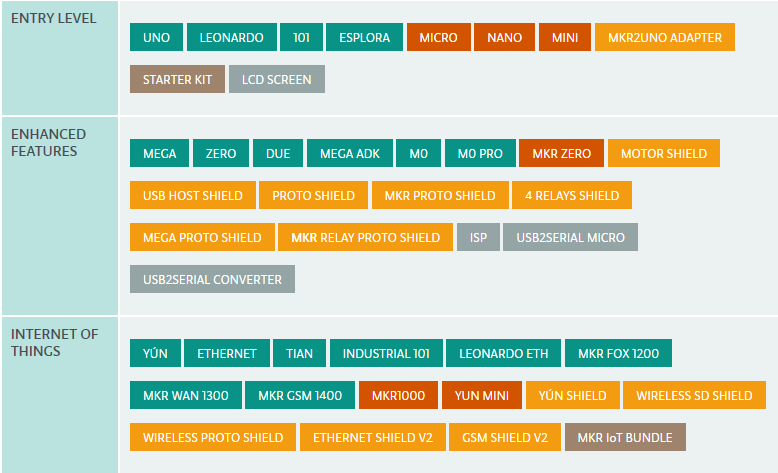 ENTRY LEVEL
UNO LEONARDO 101 ESPLORA MICRO NANO MINI MKR2UNO ADAPTER
STARTER KIT LCD SCREEN
ENHANCED
FEATURES
MEGA ZERO DUE MEGA ADK M0 M0 PRO MKR ZERO MOTOR SHIELD
USB HOST SHIELD PROTO SHIELD MKR PROTO SHIELD 4 RELAYS SHIELD
MEGA PROTO SHIELD MKR RELAY PROTO SHIELD ISP USB2SERIAL MICRO
USB2SERIAL CONVERTER
INTERNET OF
THINGS
YÚN ETHERNET TIAN INDUSTRIAL 101 LEONARDO ETH MKR FOX 1200
MKR WAN 1300 MKR GSM 1400 MKR1000 YUN MINI YÚN SHIELD WIRELESS SD SHIELD
WIRELESS PROTO SHIELD ETHERNET SHIELD V2 GSM SHIELD V2 MKR IoT BUNDLE